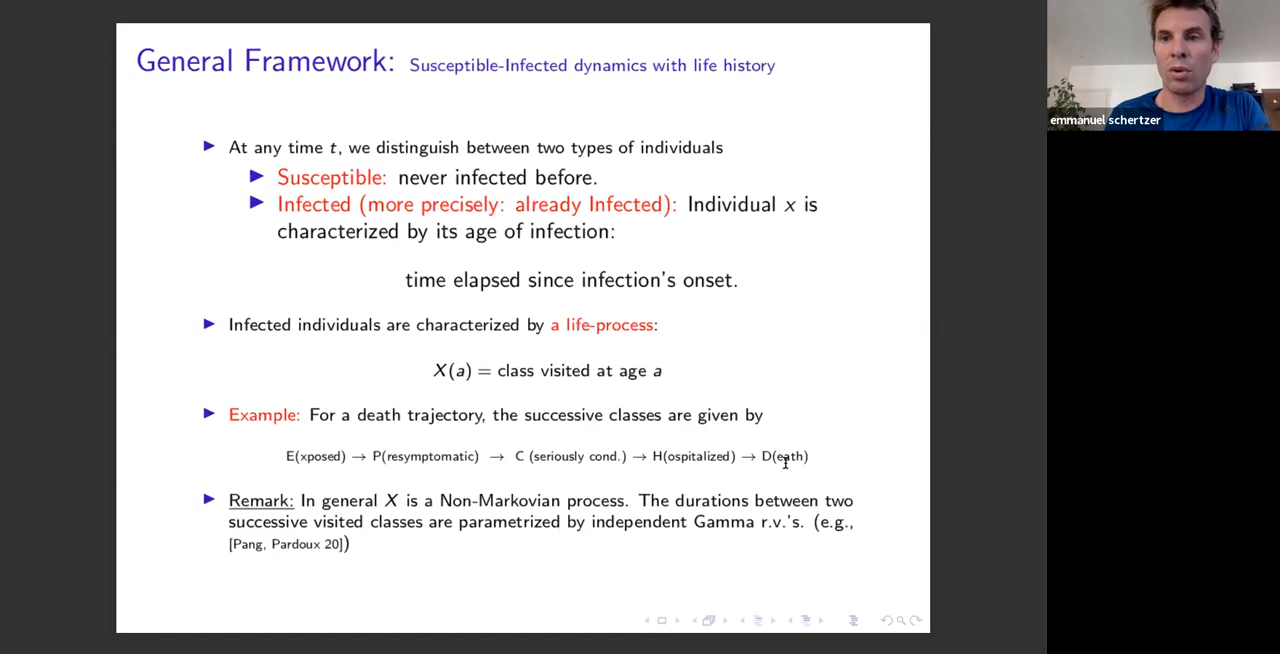 General Framework: Susceptible-Infected dynamics with life history
► At any time t, we distinguish between two types of individuals
► Susceptible: never infected before.
► Infected (more precisely: already Infected): Individual x is
characterized by its age of infection:
time elapsed since infection's onset.
► Infected individuals are characterized by a life-process:
X(a) = class visited at age a
► Example: For a death trajectory, the successive classes are given by
E(xposed) → P(resymptomatic) → C (seriously cond.) → H(ospitalized) → D(eath)
► Remark: In general X is a Non-Markovian process. The durations between two
successive visited classes are parametrized by independent Gamma r.v.'s. (e.g.,
[Pang, Pardoux 20])
emmanuel schertzer